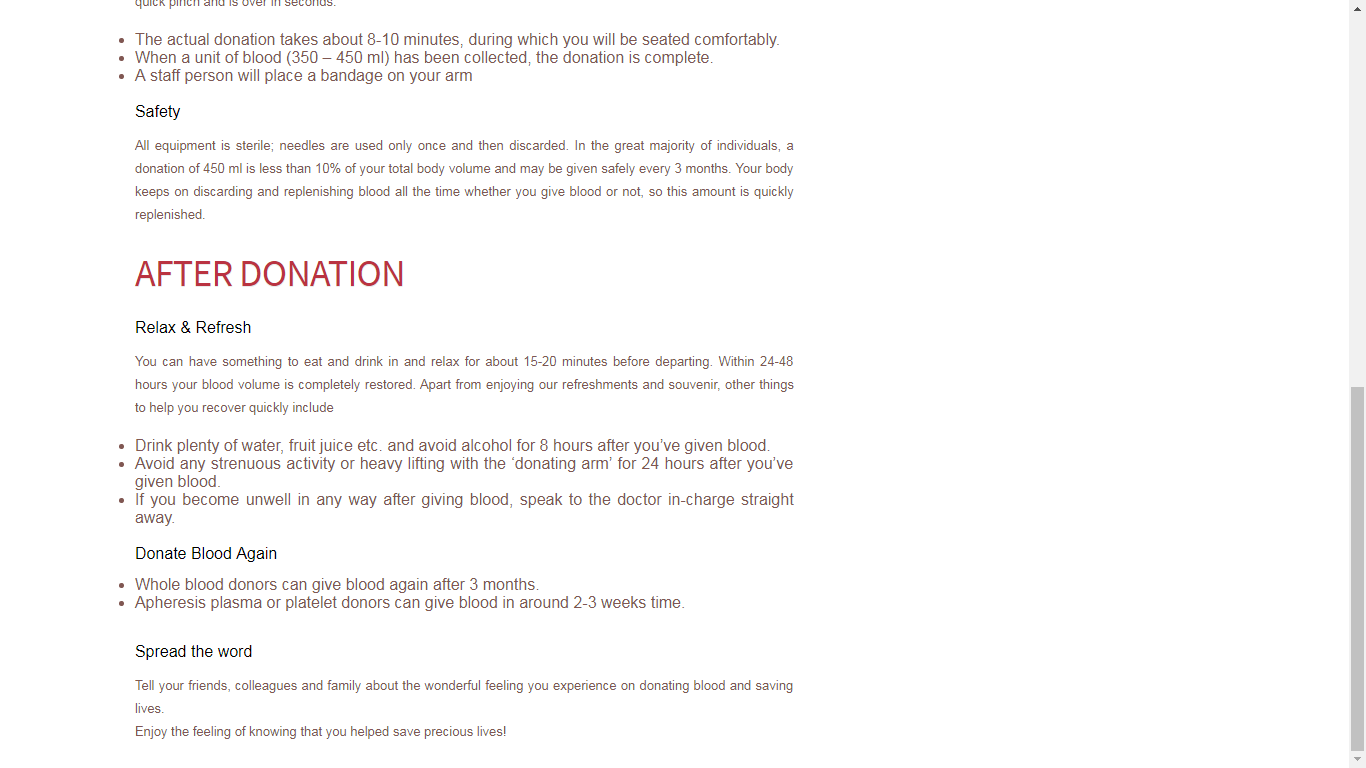 quick pinch and is over in seconds.
The actual donation takes about 8-10 minutes, during which you will be seated comfortably.
When a unit of blood (350 – 450 ml) has been collected, the donation is complete.
A staff person will place a bandage on your arm
Safety
All equipment is sterile; needles are used only once and then discarded. In the great majority of individuals, a
donation of 450 ml is less than 10% of your total body volume and may be given safely every 3 months. Your body
keeps on discarding and replenishing blood all the time whether you give blood or not, so this amount is quickly
replenished.
AFTER DONATION
Relax & Refresh
You can have something to eat and drink in and relax for about 15-20 minutes before departing. Within 24-48
hours your blood volume is completely restored. Apart from enjoying our refreshments and souvenir, other things
to help you recover quickly include
Drink plenty of water, fruit juice etc. and avoid alcohol for 8 hours after you’ve given blood.
Avoid any strenuous activity or heavy lifting with the ‘donating arm’ for 24 hours after you’ve
given blood.
If you become unwell in any way after giving blood, speak to the doctor in-charge straight
away.
Donate Blood Again
Whole blood donors can give blood again after 3 months.
Apheresis plasma or platelet donors can give blood in around 2-3 weeks time.
Spread the word
Tell your friends, colleagues and family about the wonderful feeling you experience on donating blood and saving
lives.
Enjoy the feeling of knowing that you helped save precious lives!